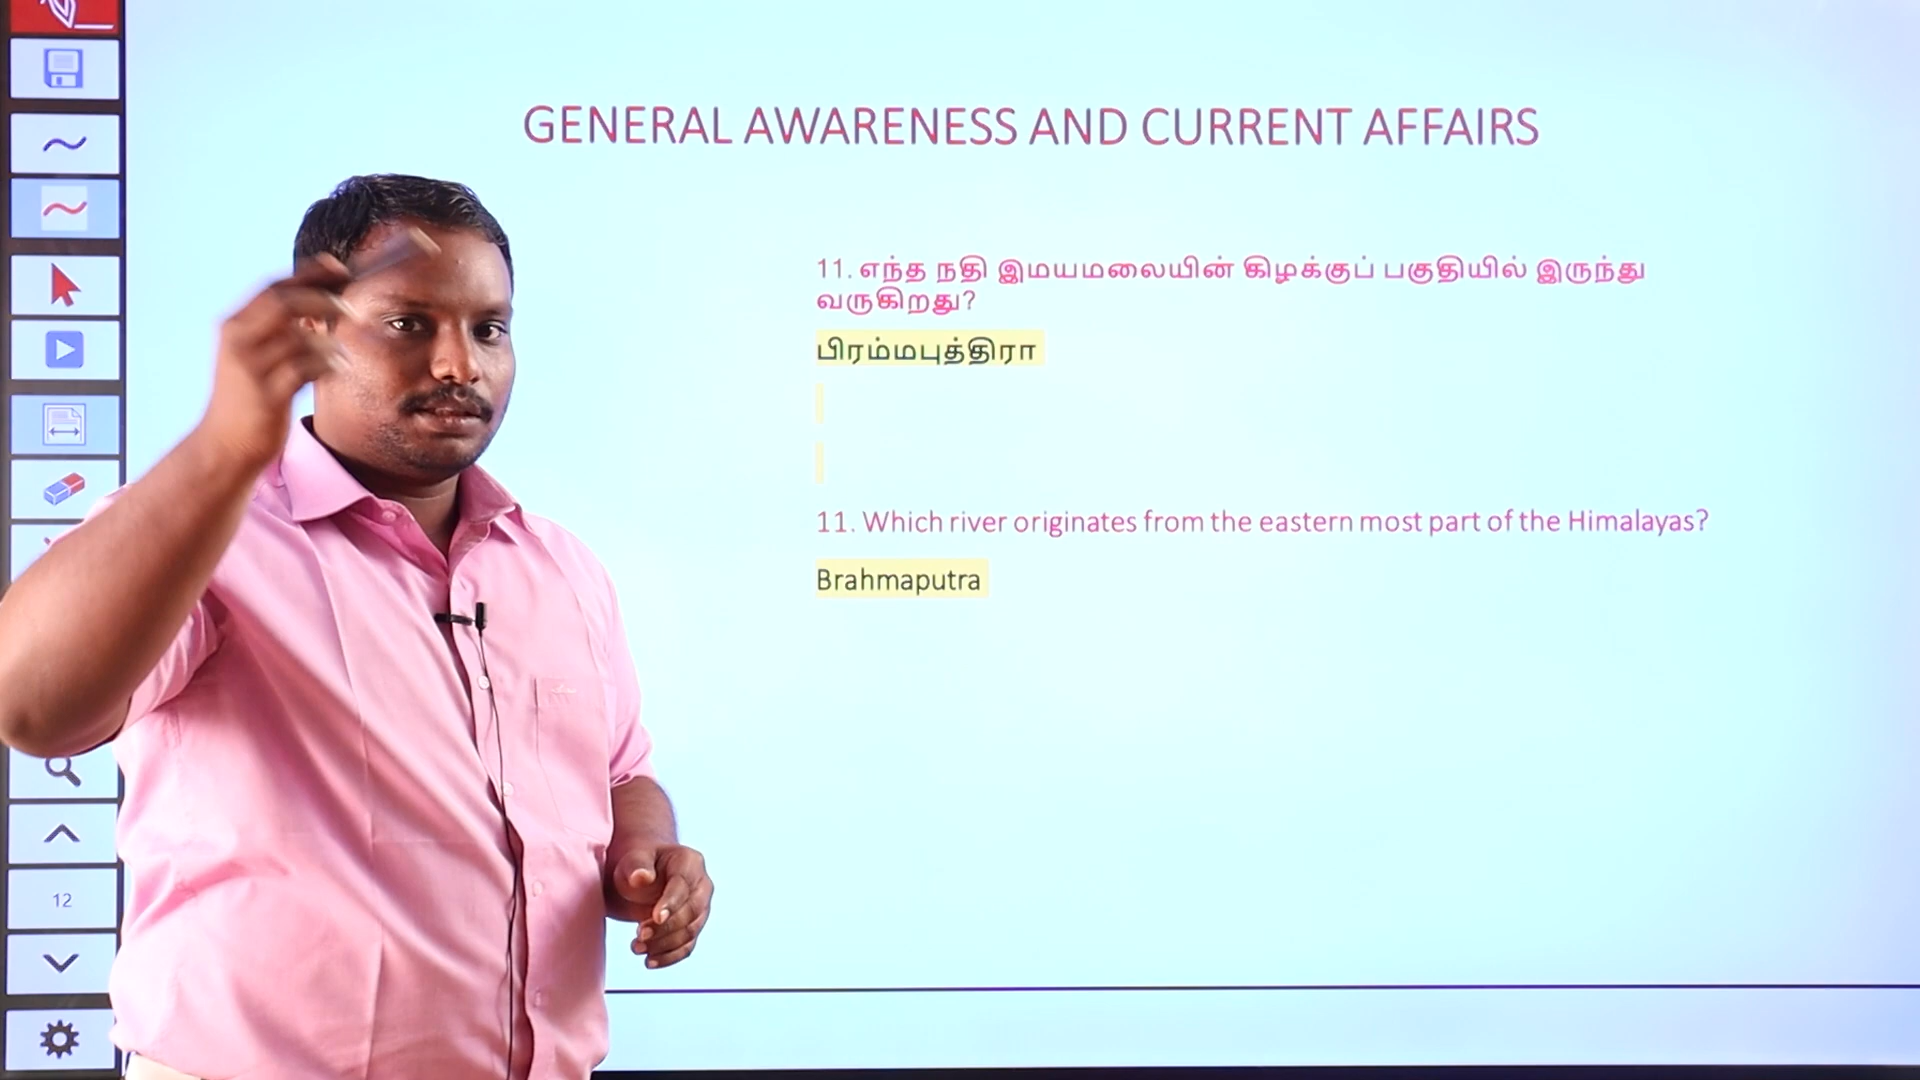 GENERAL AWARENESS AND CURRENT AFFAIRS
11. எந்த நதி இமயமலையின் கிழக்குப் பகுதியில் இருந்து
வருகிறது?
பிரம்மபுத்திரா
11. Which river originates from the eastern most part of the Himalayas?
Brahmaputra
12